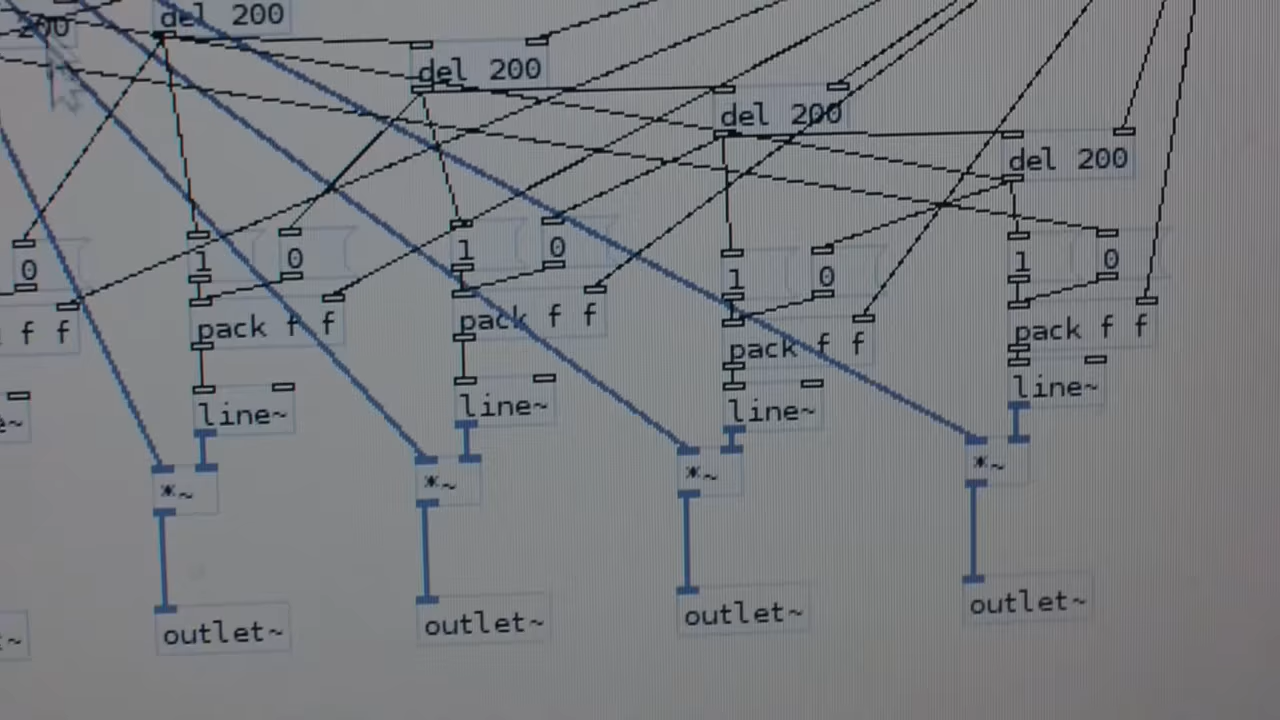 200
del 200
del 200
del 200
del 200
0
1
0
1
0
1
0
1
0
f f
pack f f
pack f f
pack f f
pack f f
~
line~
line~
line~
line~
*~
*~
*~
*~
~
outlet~
outlet~
outlet~
outlet~